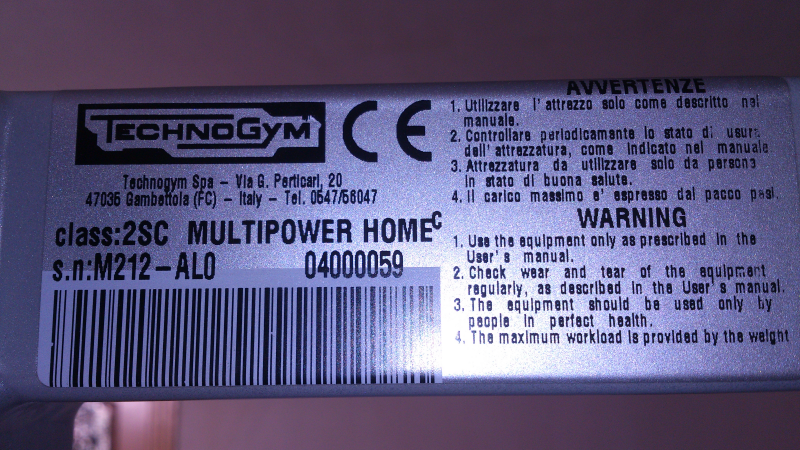 TECHNOGYM
CE
Technogym Spa - Via G. Perticari, 20
47035 Gambettola (FC) - Italy - Tel. 0547/56047
class:2SC MULTIPOWER HOMEC
s.n:M212-AL0 04000059
AVVERTENZE
1. Utilizzare l'attrezzo solo come descritto nel
manuale.
2. Controllare periodicamente lo stato di usura
dell'attrezzatura, come indicato nel manuale
3. Attrezzatura da utilizzare solo da persone
in stato di buona salute.
4. Il carico massimo e' espresso dal pacco pesi.
WARNING
1. Use the equipment only as prescribed in the
User's manual.
2. Check wear and tear of the equipment
regularly, as described in the User's manual.
3. The equipment should be used only by
people in perfect health.
4. The maximum workload is provided by the weight